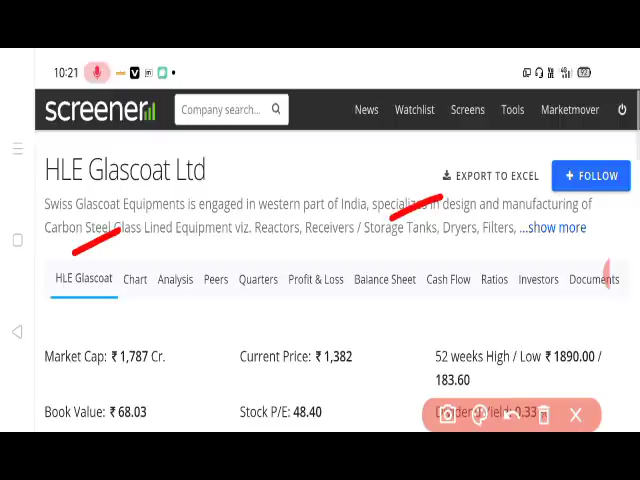 10:21
screener
Company search...
News Watchlist Screens Tools Marketmover
HLE Glascoat Ltd
EXPORT TO EXCEL
+ FOLLOW
Swiss Glascoat Equipments is engaged in western part of India, specializes in design and manufacturing of
Carbon Steel Glass Lined Equipment viz. Reactors, Receivers / Storage Tanks, Dryers, Filters, ...show more
HLE Glascoat Chart Analysis Peers Quarters Profit & Loss Balance Sheet Cash Flow Ratios Investors Documents
Market Cap: ₹ 1,787 Cr. Current Price: ₹ 1,382 52 weeks High / Low ₹ 1890.00 /
183.60
Book Value: ₹ 68.03 Stock P/E: 48.40 Dividend Yield: 0.33 %